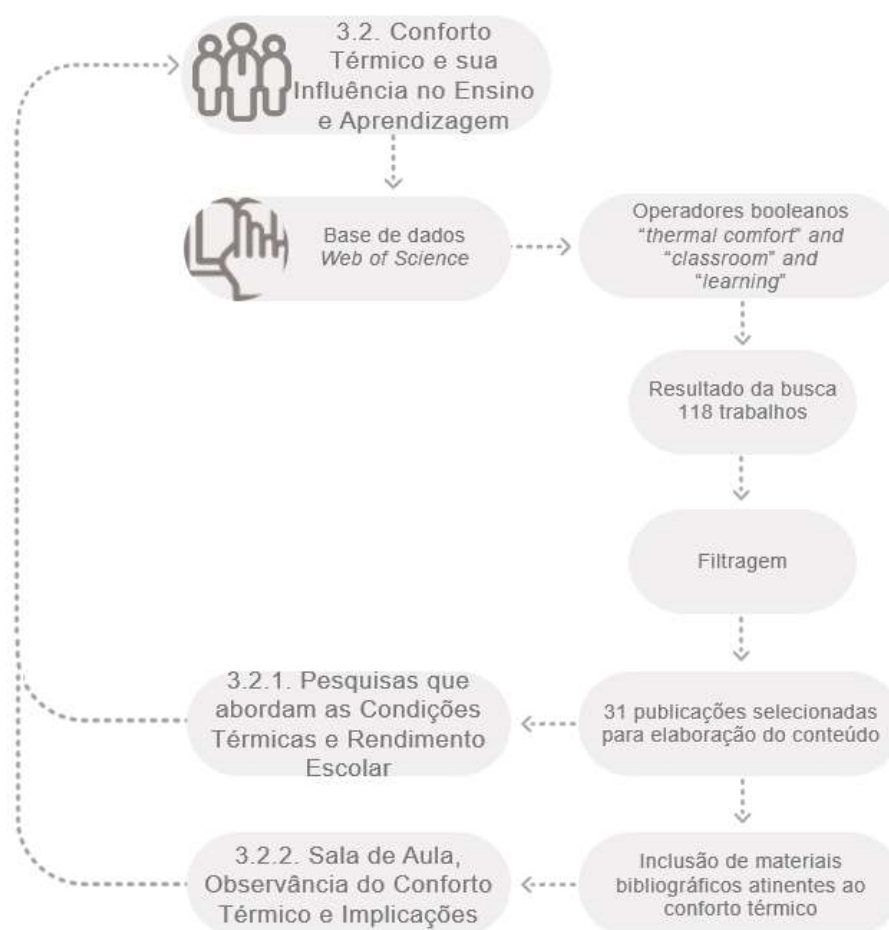 3.2. Conforto
Térmico e sua
Influência no Ensino
e Aprendizagem
Base de dados
Web of Science
Operadores booleanos
“thermal comfort” and
“classroom” and
“learning”
Resultado da busca
118 trabalhos
Filtragem
31 publicações selecionadas
para elaboração do conteúdo
3.2.1. Pesquisas que
abordam as Condições
Térmicas e Rendimento
Escolar
Inclusão de materiais
bibliográficos atinentes ao
conforto térmico
3.2.2. Sala de Aula,
Observância do Conforto
Térmico e Implicações